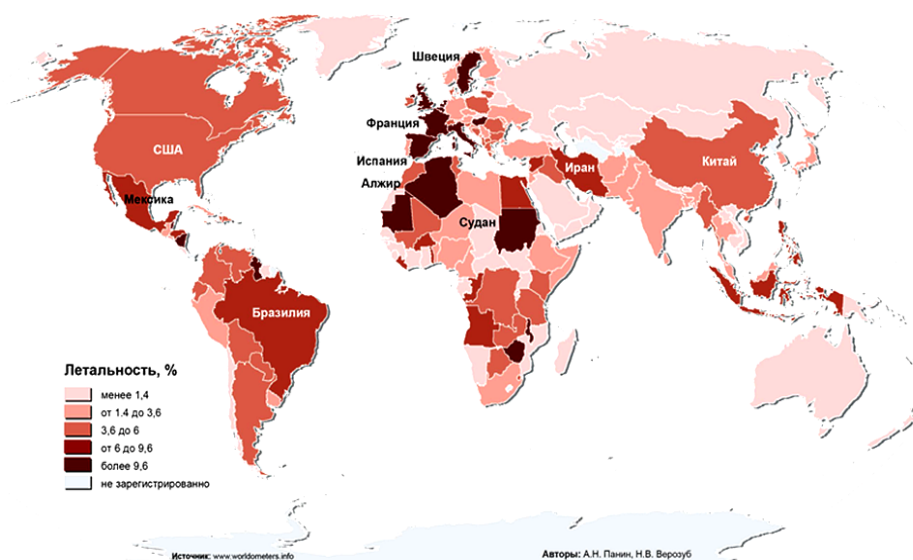 Швеция
Франция
США
Испания
Иран
Китай
Алжир
Мексика
Судан
Бразилия
Летальность, %
менее 1,4
от 1.4 до 3,6
3,6 до 6
от 6 до 9,6
более 9,6
не зарегистрированно
Источник: www.worldometers.info
Авторы: А.Н. Панин, Н.В. Верозуб